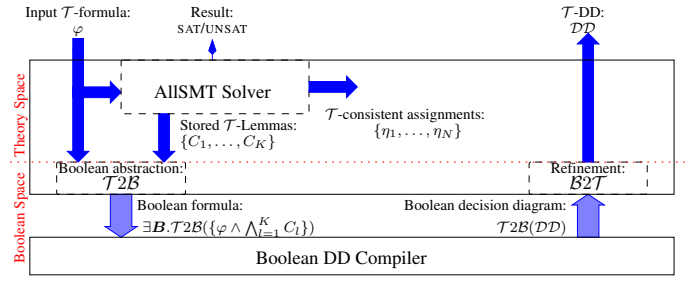 Input 𝒯-formula:
φ
Result:
SAT/UNSAT
𝒯-DD:
𝒟𝒟
Theory Space
AllSMT Solver
𝒯-consistent assignments:
{η₁, . . . , η_N}
Stored 𝒯-Lemmas:
{C₁, . . . , C_K}
Boolean abstraction:
𝒯2ℬ
Refinement:
ℬ2𝒯
Boolean Space
Boolean formula:
∃𝑩.𝒯2ℬ({φ ∧ ⋀_{l=1}^{K} C_l})
Boolean decision diagram:
𝒯2ℬ(𝒟𝒟)
Boolean DD Compiler